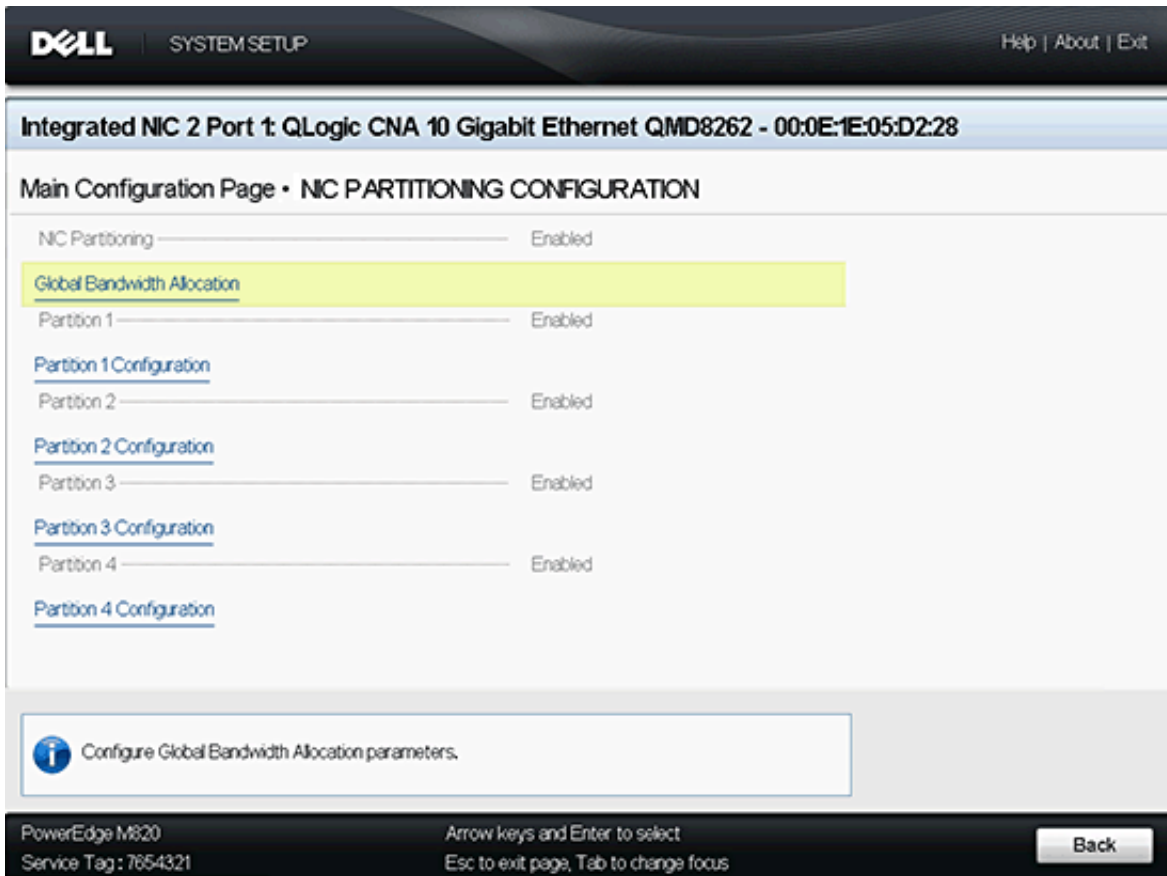 DELL SYSTEM SETUP Help | About | Exit
Integrated NIC 2 Port 1: QLogic CNA 10 Gigabit Ethernet QMD8262 - 00:0E:1E:05:D2:28
Main Configuration Page • NIC PARTITIONING CONFIGURATION
NIC Partitioning Enabled
Global Bandwidth Allocation
Partition 1 Enabled
Partition 1 Configuration
Partition 2 Enabled
Partition 2 Configuration
Partition 3 Enabled
Partition 3 Configuration
Partition 4 Enabled
Partition 4 Configuration
Configure Global Bandwidth Allocation parameters.
PowerEdge M820 Arrow keys and Enter to select
Service Tag : 7654321 Esc to exit page, Tab to change focus
Back